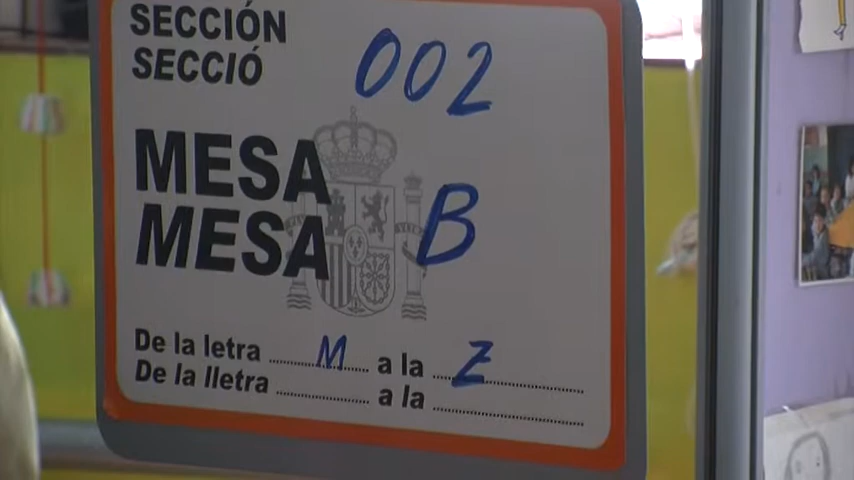 SECCIÓN 002
SECCIÓ
MESA
MESA B
De la letra M a la Z
De la lletra a la